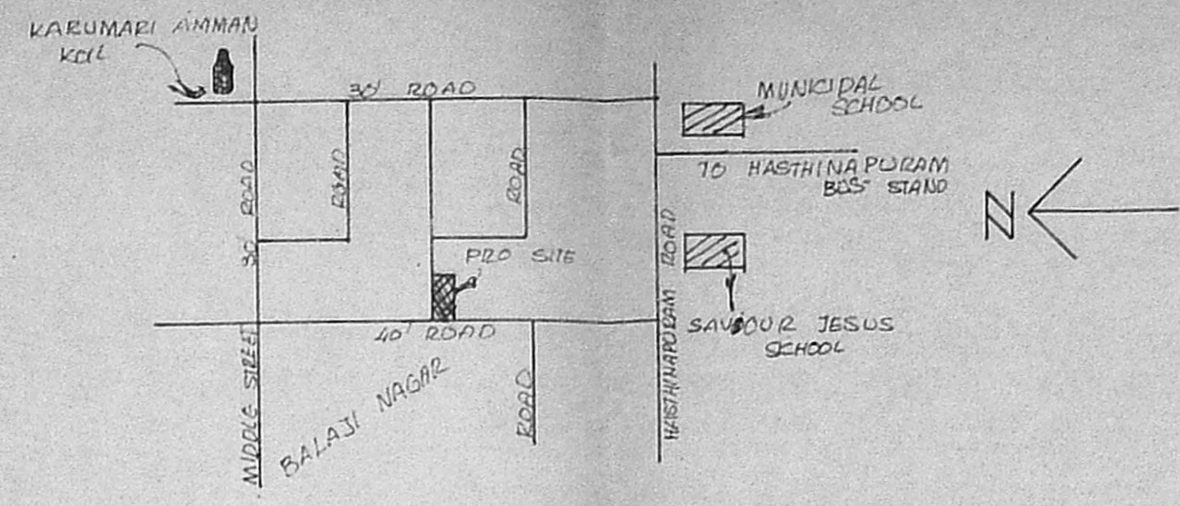 KARUMARI AMMAN
KOIL
30' ROAD
MUNICIPAL
SCHOOL
30' ROAD
ROAD
ROAD
TO HASTHINAPURAM
BUS STAND
N
PRO SITE
HASTHINAPURAM ROAD
SAVIOUR JESUS
SCHOOL
40' ROAD
MIDDLE STREET
BALAJI NAGAR
ROAD